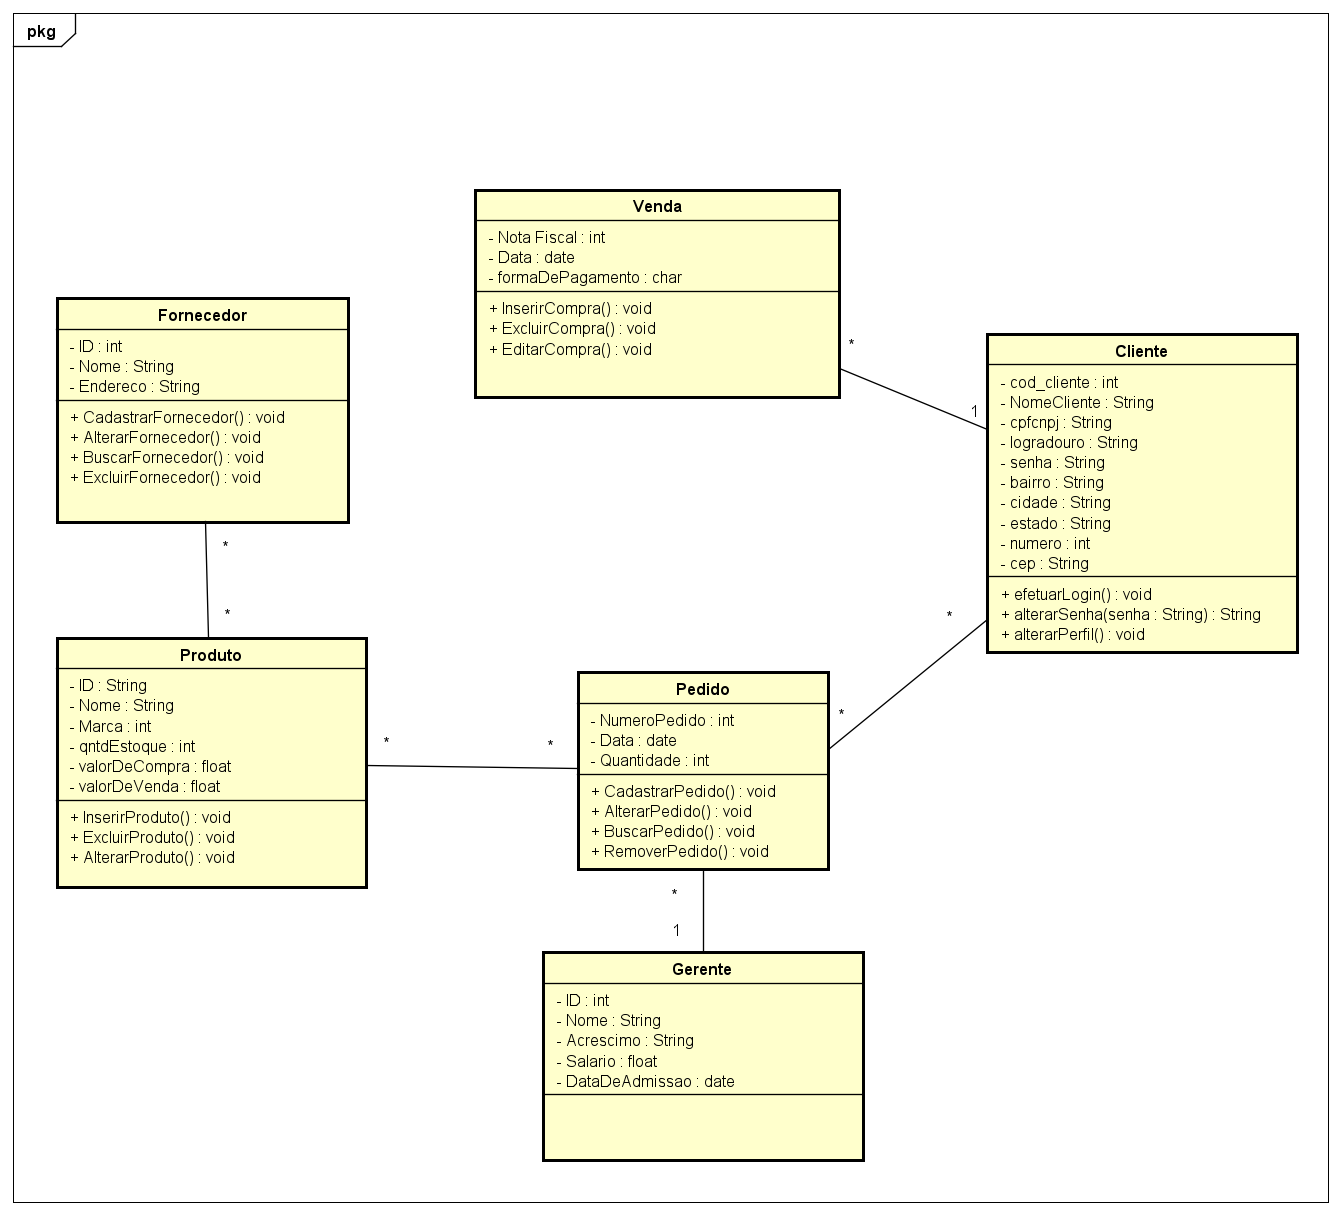 pkg
Venda
- Nota Fiscal : int
- Data : date
- formaDePagamento : char
+ InserirCompra() : void
+ ExcluirCompra() : void
+ EditarCompra() : void
Fornecedor
- ID : int
- Nome : String
- Endereco : String
+ CadastrarFornecedor() : void
+ AlterarFornecedor() : void
+ BuscarFornecedor() : void
+ ExcluirFornecedor() : void
*
1
Cliente
- cod_cliente : int
- NomeCliente : String
- cpfcnpj : String
- logradouro : String
- senha : String
- bairro : String
- cidade : String
- estado : String
- numero : int
- cep : String
+ efetuarLogin() : void
+ alterarSenha(senha : String) : String
+ alterarPerfil() : void
*
*
*
*
Produto
- ID : String
- Nome : String
- Marca : int
- qntdEstoque : int
- valorDeCompra : float
- valorDeVenda : float
+ InserirProduto() : void
+ ExcluirProduto() : void
+ AlterarProduto() : void
*
*
Pedido
- NumeroPedido : int
- Data : date
- Quantidade : int
+ CadastrarPedido() : void
+ AlterarPedido() : void
+ BuscarPedido() : void
+ RemoverPedido() : void
*
1
Gerente
- ID : int
- Nome : String
- Acrescimo : String
- Salario : float
- DataDeAdmissao : date